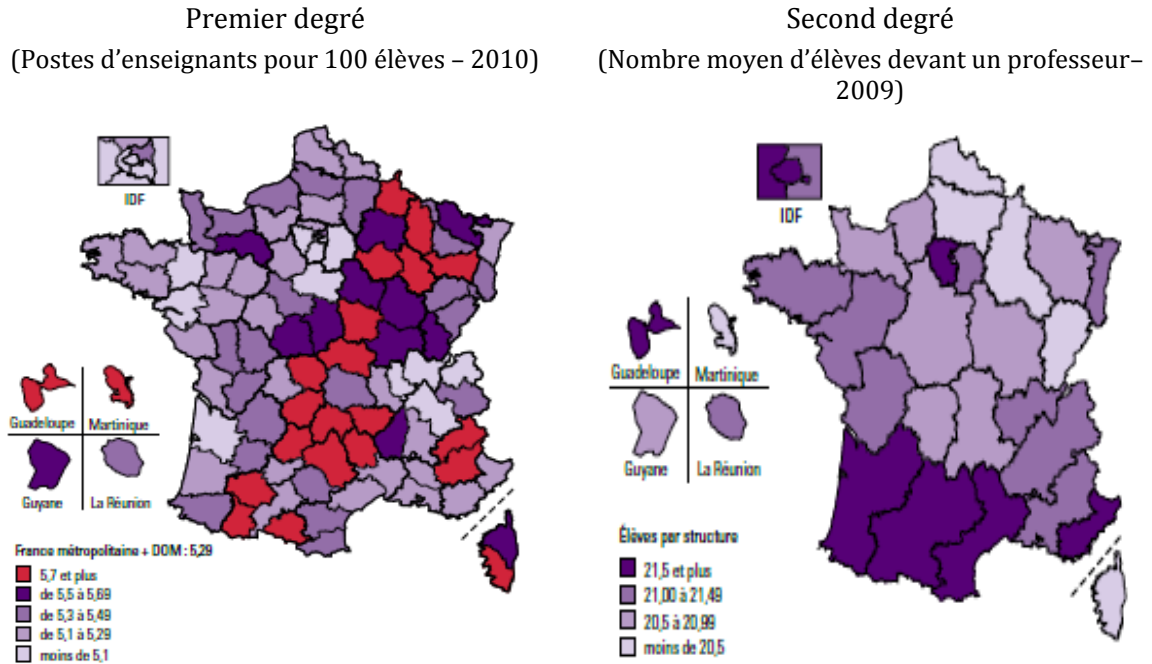 Premier degré
(Postes d’enseignants pour 100 élèves – 2010)
IDF
Guadeloupe
Martinique
Guyane
La Réunion
France métropolitaine + DOM : 5,29
5,7 et plus
de 5,5 à 5,69
de 5,3 à 5,49
de 5,1 à 5,29
moins de 5,1
Second degré
(Nombre moyen d’élèves devant un professeur–
2009)
IDF
Guadeloupe
Martinique
Guyane
La Réunion
Élèves par structure
21,5 et plus
21,00 à 21,49
20,5 à 20,99
moins de 20,5